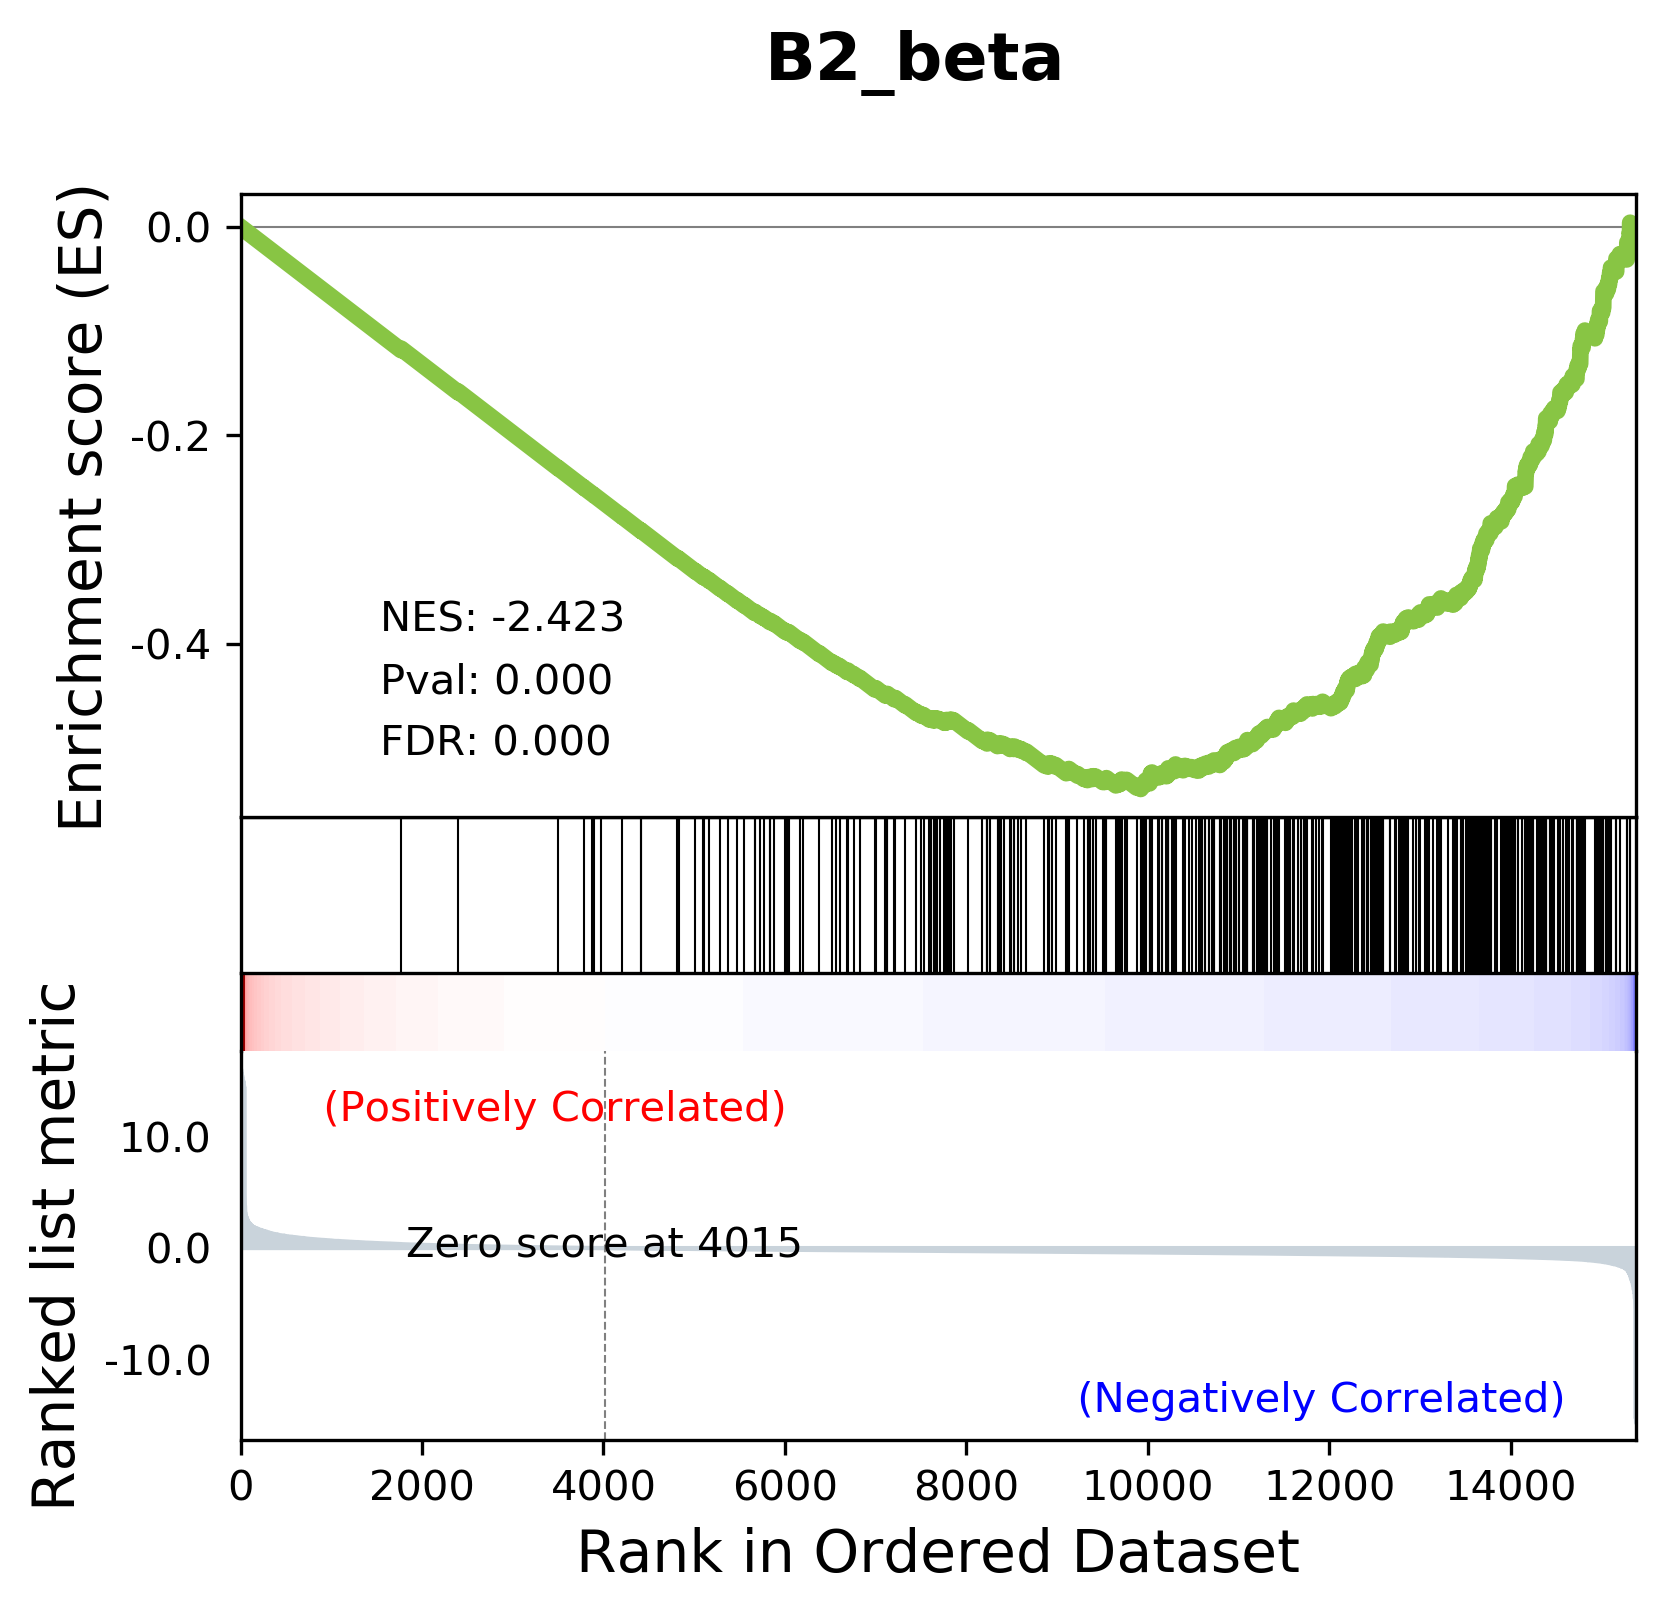 B2_beta
Enrichment score (ES)
0.0
-0.2
-0.4
NES: -2.423
Pval: 0.000
FDR: 0.000
Ranked list metric
(Positively Correlated)
10.0
Zero score at 4015
0.0
-10.0
(Negatively Correlated)
0 2000 4000 6000 8000 10000 12000 14000
Rank in Ordered Dataset